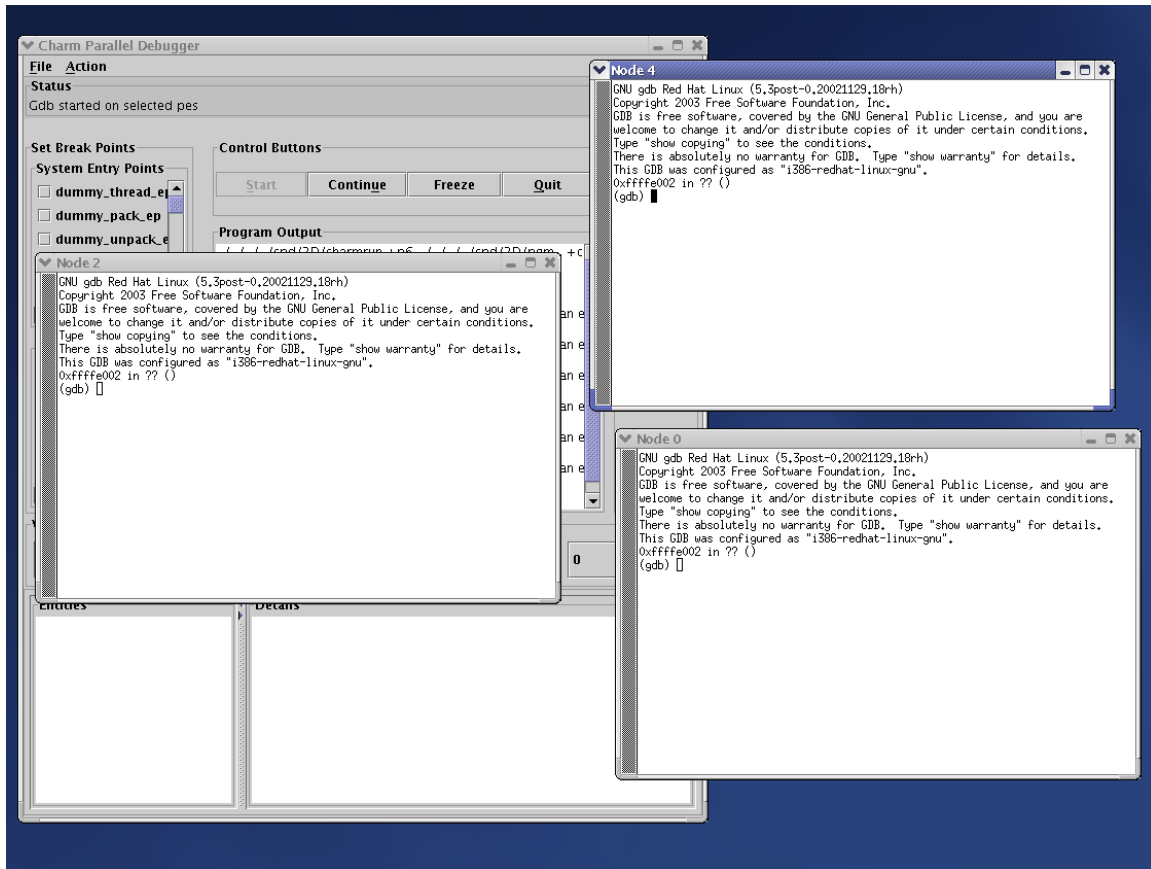 Charm Parallel Debugger
File Action
Status
Gdb started on selected pes
Set Break Points
System Entry Points
dummy_thread_ep
dummy_pack_ep
dummy_unpack_e
Control Buttons
Start Continue Freeze Quit
Program Output
an e
an e
an e
an e
an e
an e
0
Entities
Details
Node 2
GNU gdb Red Hat Linux (5.3post-0.20021129.18rh)
Copyright 2003 Free Software Foundation, Inc.
GDB is free software, covered by the GNU General Public License, and you are
welcome to change it and/or distribute copies of it under certain conditions.
Type "show copying" to see the conditions.
There is absolutely no warranty for GDB.  Type "show warranty" for details.
This GDB was configured as "i386-redhat-linux-gnu".
0xffffe002 in ?? ()
(gdb)
Node 4
GNU gdb Red Hat Linux (5.3post-0.20021129.18rh)
Copyright 2003 Free Software Foundation, Inc.
GDB is free software, covered by the GNU General Public License, and you are
welcome to change it and/or distribute copies of it under certain conditions.
Type "show copying" to see the conditions.
There is absolutely no warranty for GDB.  Type "show warranty" for details.
This GDB was configured as "i386-redhat-linux-gnu".
0xffffe002 in ?? ()
(gdb)
Node 0
GNU gdb Red Hat Linux (5.3post-0.20021129.18rh)
Copyright 2003 Free Software Foundation, Inc.
GDB is free software, covered by the GNU General Public License, and you are
welcome to change it and/or distribute copies of it under certain conditions.
Type "show copying" to see the conditions.
There is absolutely no warranty for GDB.  Type "show warranty" for details.
This GDB was configured as "i386-redhat-linux-gnu".
0xffffe002 in ?? ()
(gdb)